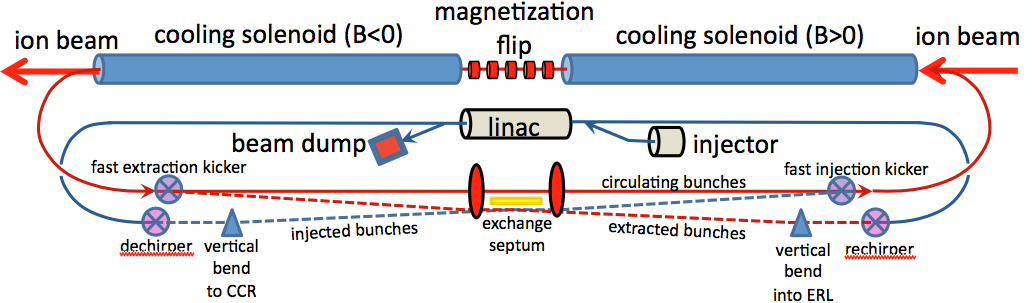 magnetization
flip
ion beam
cooling solenoid (B<0)
cooling solenoid (B>0)
ion beam
linac
beam dump
injector
fast extraction kicker
fast injection kicker
circulating bunches
injected bunches
exchange
septum
extracted bunches
dechirper
vertical
bend
to CCR
vertical
bend
into ERL
rechirper